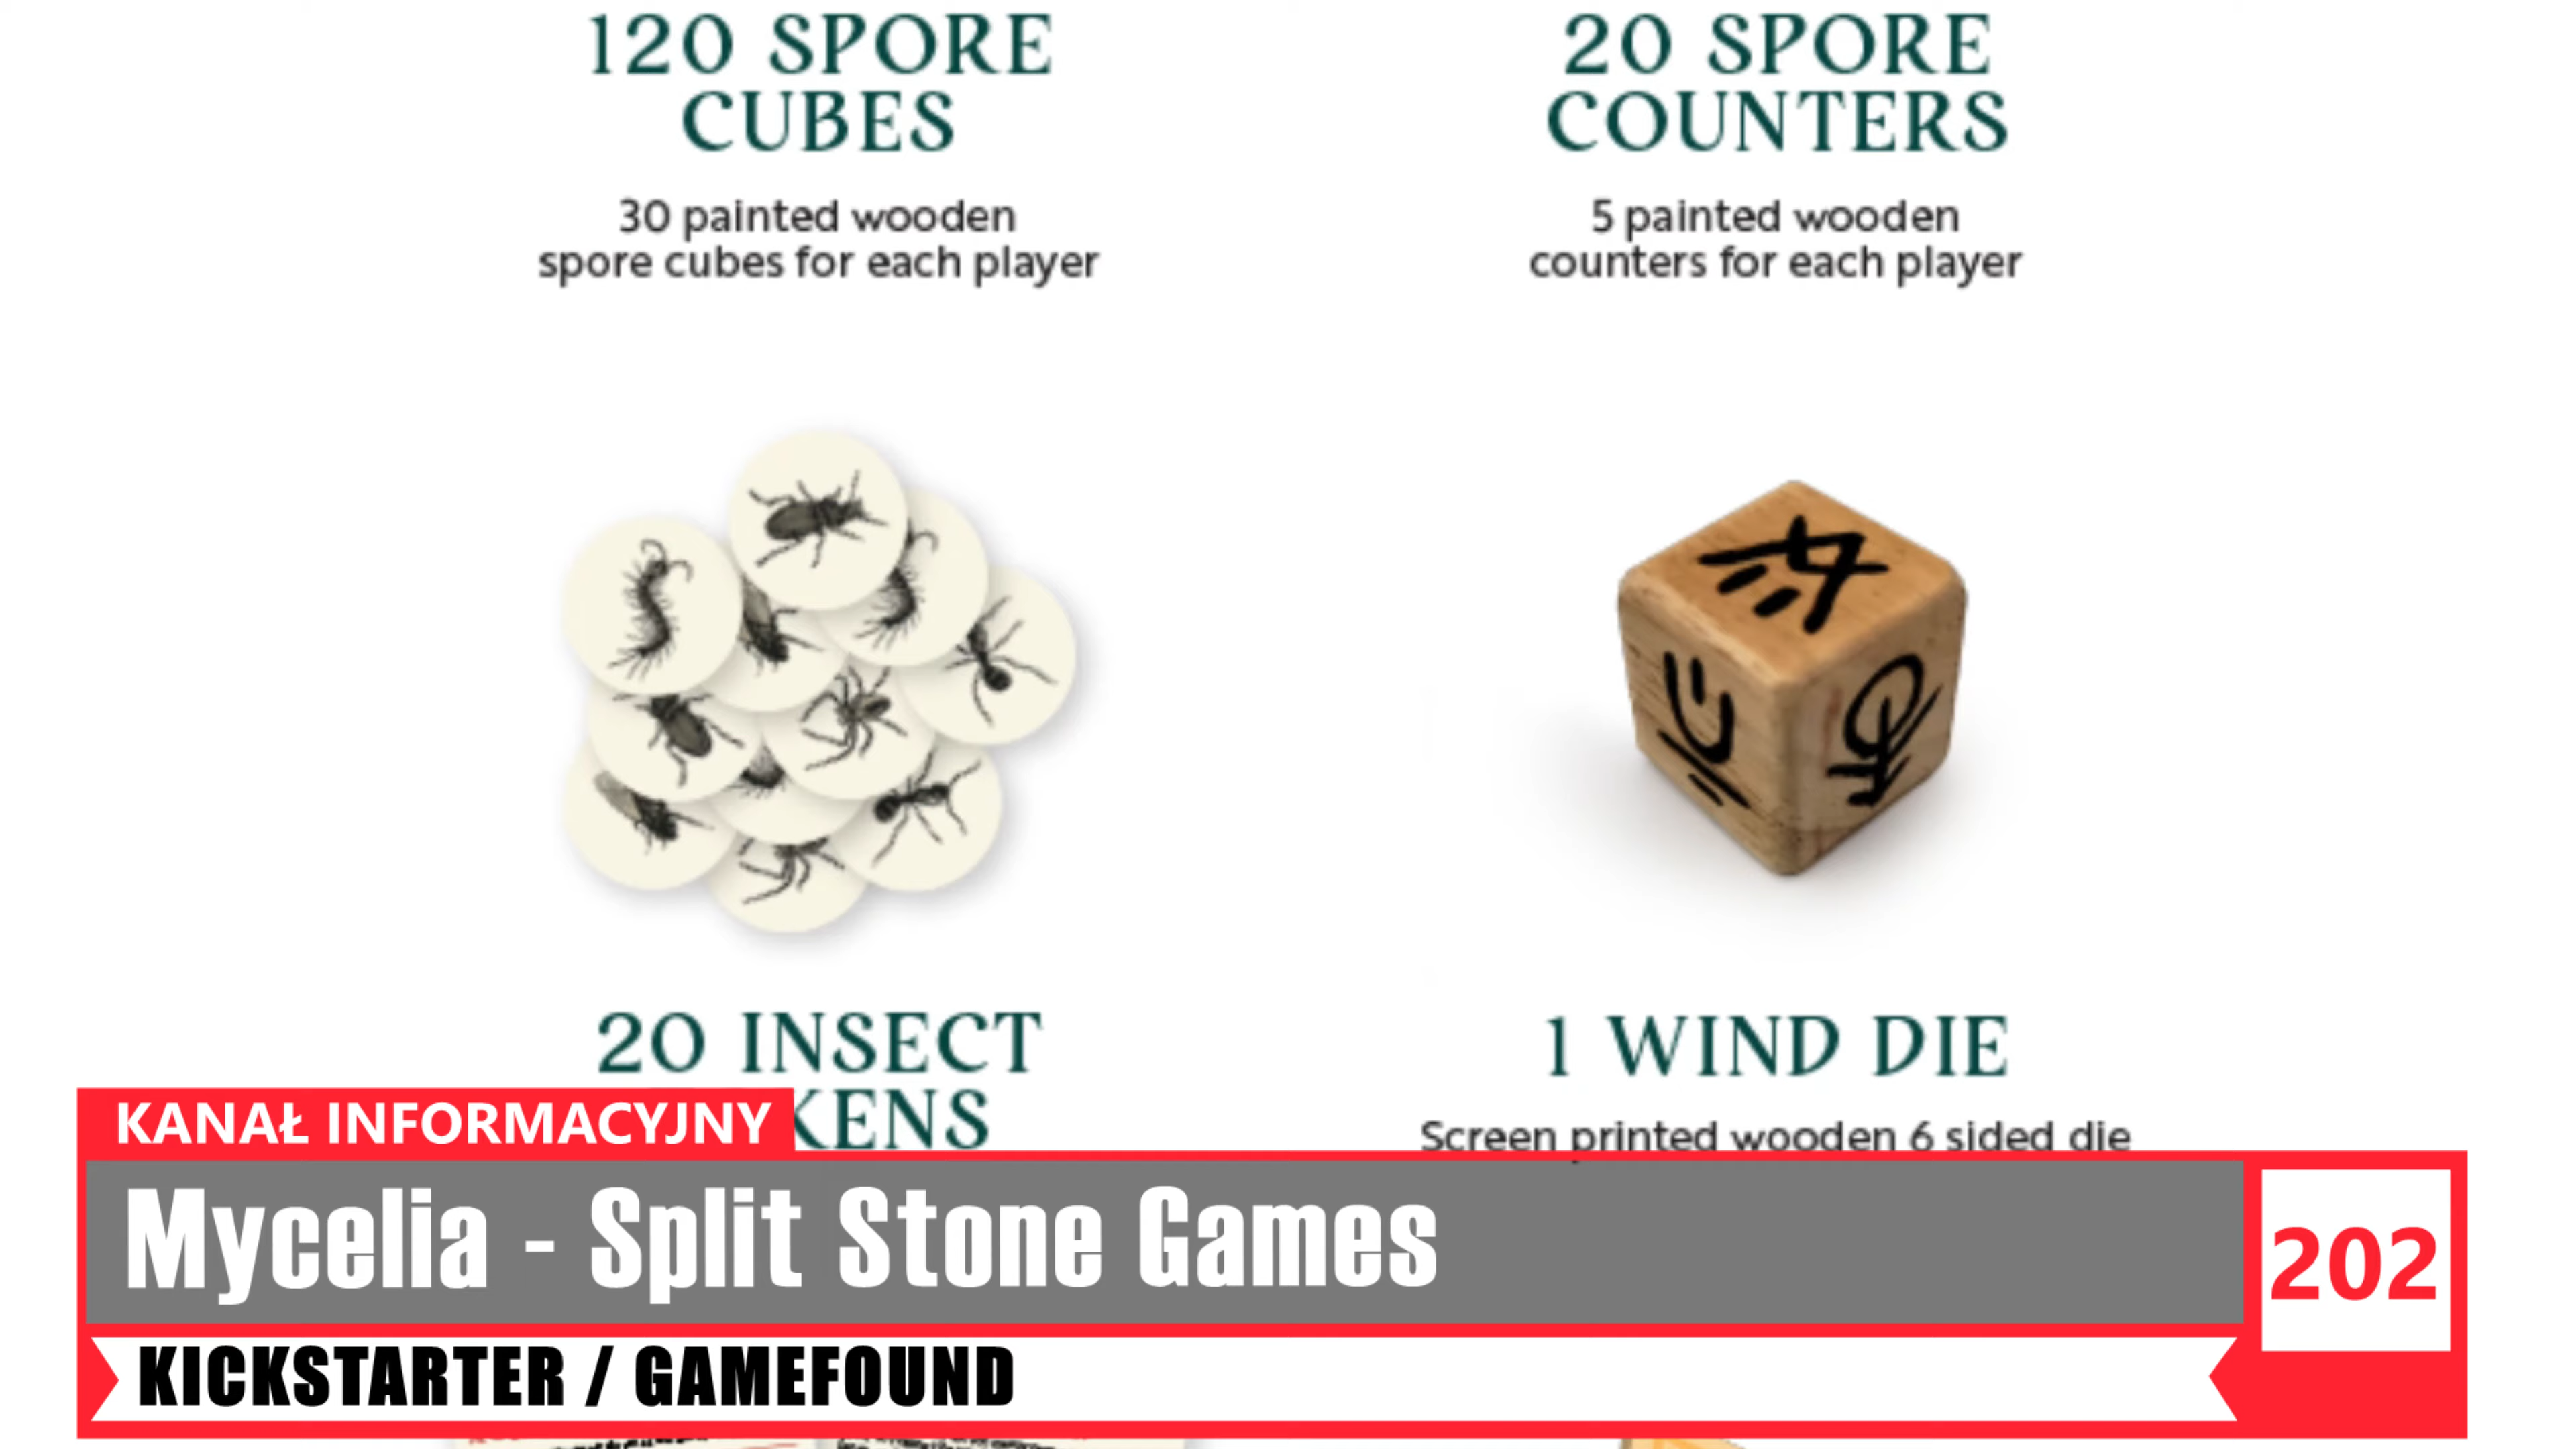 120 SPORE
CUBES
30 painted wooden
spore cubes for each player
20 SPORE
COUNTERS
5 painted wooden
counters for each player
20 INSECT
KENS
1 WIND DIE
Screen printed wooden 6 sided die
KANAŁ INFORMACYJNY
Mycelia - Split Stone Games
202
KICKSTARTER / GAMEFOUND